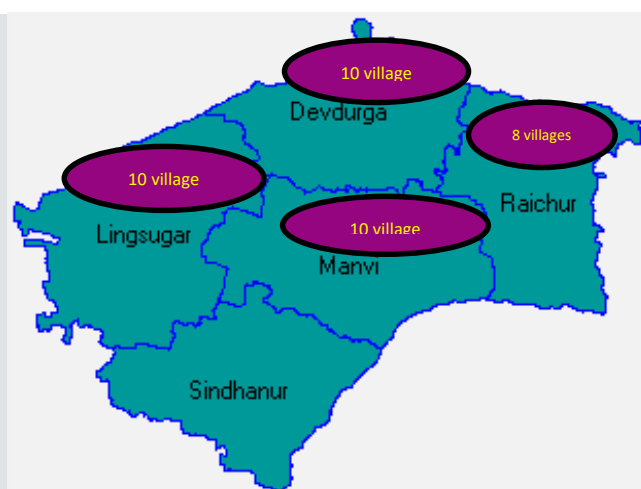 10 village
Devdurga
8 villages
10 village
Raichur
10 village
Lingsugar
Manvi
Sindhanur